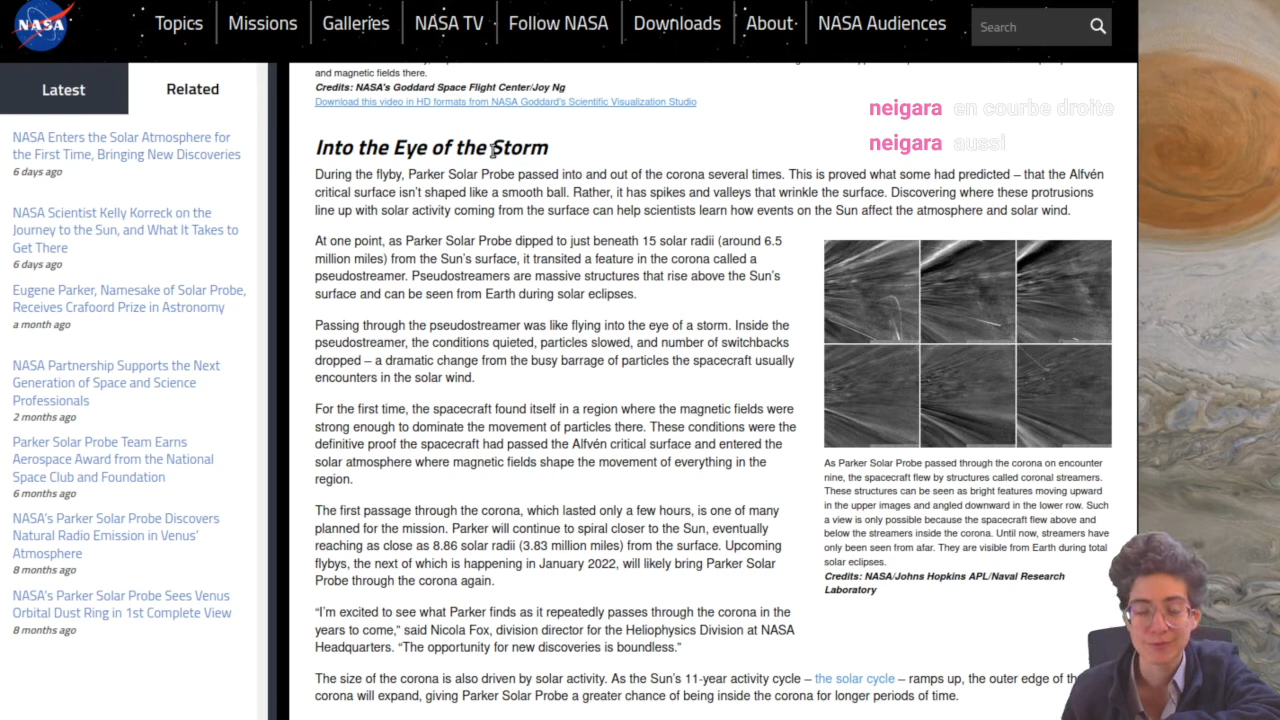 NASA
Topics
Missions
Galleries
NASA TV
Follow NASA
Downloads
About
NASA Audiences
Search
Latest
Related
NASA Enters the Solar Atmosphere for
the First Time, Bringing New Discoveries
6 days ago
NASA Scientist Kelly Korreck on the
Journey to the Sun, and What It Takes to
Get There
6 days ago
Eugene Parker, Namesake of Solar Probe,
Receives Crafoord Prize in Astronomy
a month ago
NASA Partnership Supports the Next
Generation of Space and Science
Professionals
2 months ago
Parker Solar Probe Team Earns
Aerospace Award from the National
Space Club and Foundation
6 months ago
NASA's Parker Solar Probe Discovers
Natural Radio Emission in Venus'
Atmosphere
8 months ago
NASA's Parker Solar Probe Sees Venus
Orbital Dust Ring in 1st Complete View
8 months ago
and magnetic fields there.
Credits: NASA's Goddard Space Flight Center/Joy Ng
Download this video in HD formats from NASA Goddard's Scientific Visualization Studio
neigara en courbe droite
neigara aussi
Into the Eye of the Storm
During the flyby, Parker Solar Probe passed into and out of the corona several times. This is proved what some had predicted – that the Alfvén
critical surface isn't shaped like a smooth ball. Rather, it has spikes and valleys that wrinkle the surface. Discovering where these protrusions
line up with solar activity coming from the surface can help scientists learn how events on the Sun affect the atmosphere and solar wind.
At one point, as Parker Solar Probe dipped to just beneath 15 solar radii (around 6.5
million miles) from the Sun's surface, it transited a feature in the corona called a
pseudostreamer. Pseudostreamers are massive structures that rise above the Sun's
surface and can be seen from Earth during solar eclipses.
Passing through the pseudostreamer was like flying into the eye of a storm. Inside the
pseudostreamer, the conditions quieted, particles slowed, and number of switchbacks
dropped – a dramatic change from the busy barrage of particles the spacecraft usually
encounters in the solar wind.
For the first time, the spacecraft found itself in a region where the magnetic fields were
strong enough to dominate the movement of particles there. These conditions were the
definitive proof the spacecraft had passed the Alfvén critical surface and entered the
solar atmosphere where magnetic fields shape the movement of everything in the
region.
The first passage through the corona, which lasted only a few hours, is one of many
planned for the mission. Parker will continue to spiral closer to the Sun, eventually
reaching as close as 8.86 solar radii (3.83 million miles) from the surface. Upcoming
flybys, the next of which is happening in January 2022, will likely bring Parker Solar
Probe through the corona again.
“I'm excited to see what Parker finds as it repeatedly passes through the corona in the
years to come,” said Nicola Fox, division director for the Heliophysics Division at NASA
Headquarters. “The opportunity for new discoveries is boundless.”
The size of the corona is also driven by solar activity. As the Sun's 11-year activity cycle – the solar cycle – ramps up, the outer edge of
corona will expand, giving Parker Solar Probe a greater chance of being inside the corona for longer periods of time.
As Parker Solar Probe passed through the corona on encounter
nine, the spacecraft flew by structures called coronal streamers.
These structures can be seen as bright features moving upward
in the upper images and angled downward in the lower row. Such
a view is only possible because the spacecraft flew above and
below the streamers inside the corona. Until now, streamers have
only been seen from afar. They are visible from Earth during total
solar eclipses.
Credits: NASA/Johns Hopkins APL/Naval Research
Laboratory